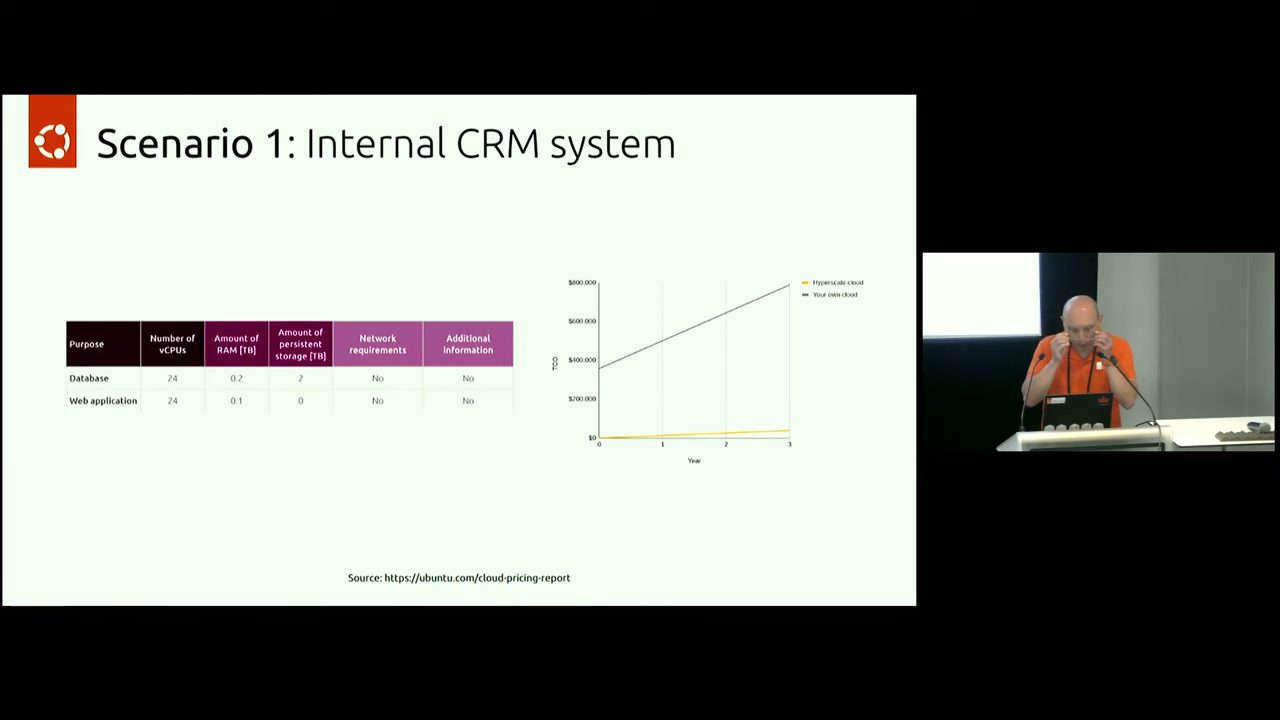 Scenario 1: Internal CRM system
Purpose
Number of vCPUs
Amount of RAM [TB]
Amount of persistent storage [TB]
Network requirements
Additional information
Database 24 0.2 2 No No
Web application 24 0.1 0 No No
$800.000
$600.000
$400.000
$200.000
$0
TCO
0 1 2 3
Year
Hyperscale cloud
Your own cloud
Source: https://ubuntu.com/cloud-pricing-report